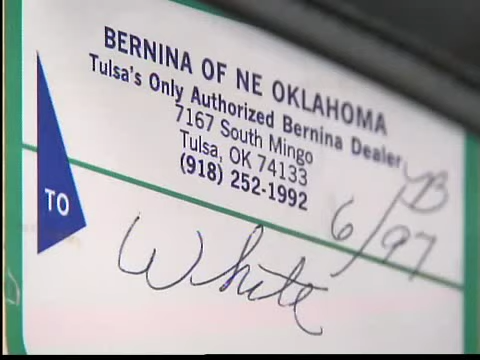 BERNINA OF NE OKLAHOMA
Tulsa's Only Authorized Bernina Dealer
7167 South Mingo
Tulsa, OK 74133
(918) 252-1992
6/97
TO
White